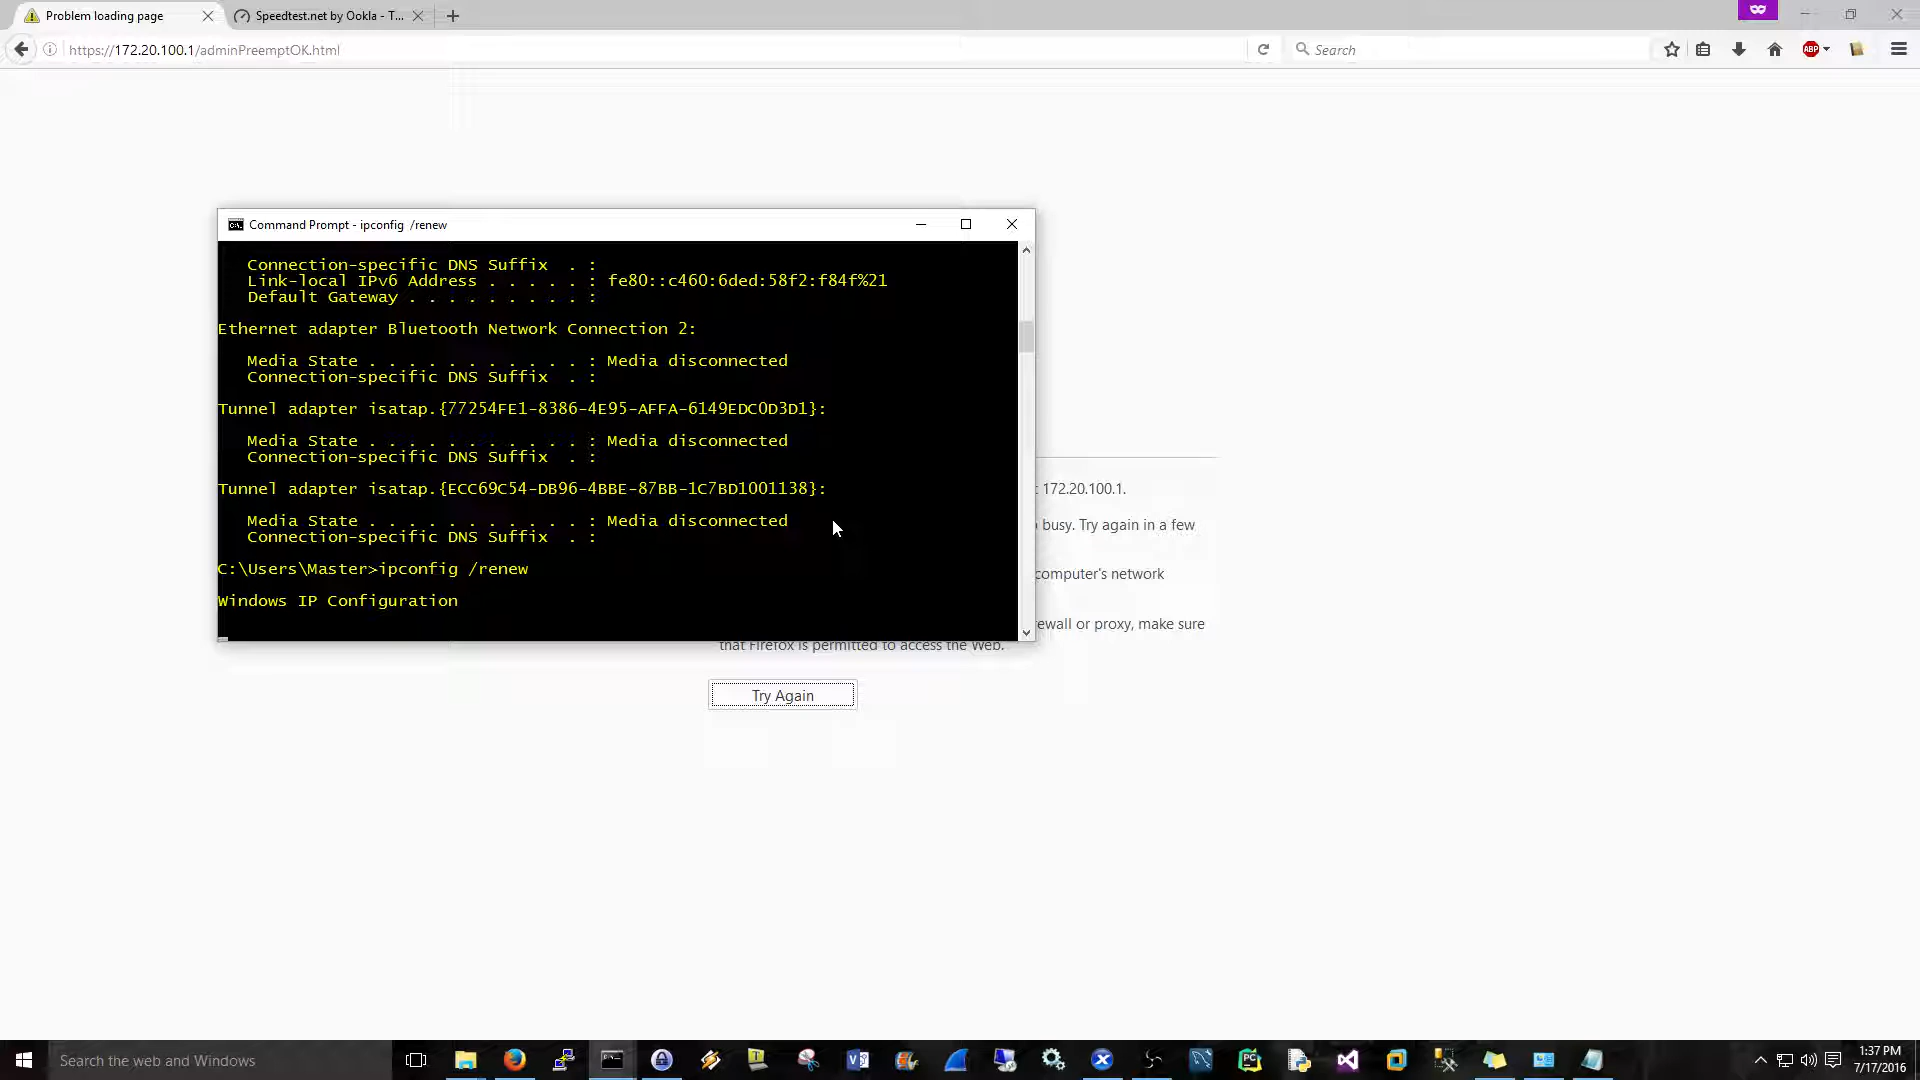 Problem loading page
Speedtest.net by Ookla - T...
https://172.20.100.1/adminPreemptOK.html
Search
ABP
Command Prompt - ipconfig  /renew
Connection-specific DNS Suffix  . :
Link-local IPv6 Address . . . . . : fe80::c460:6ded:58f2:f84f%21
Default Gateway . . . . . . . . . :
Ethernet adapter Bluetooth Network Connection 2:
Media State . . . . . . . . . . . : Media disconnected
Connection-specific DNS Suffix  . :
Tunnel adapter isatap.{77254FE1-8386-4E95-AFFA-6149EDC0D3D1}:
Media State . . . . . . . . . . . : Media disconnected
Connection-specific DNS Suffix  . :
Tunnel adapter isatap.{ECC69C54-DB96-4BBE-87BB-1C7BD1001138}:
Media State . . . . . . . . . . . : Media disconnected
Connection-specific DNS Suffix  . :
C:\Users\Master>ipconfig /renew
Windows IP Configuration
172.20.100.1.
busy. Try again in a few
computer's network
ewall or proxy, make sure
that Firefox is permitted to access the Web.
Try Again
Search the web and Windows
1:37 PM
7/17/2016